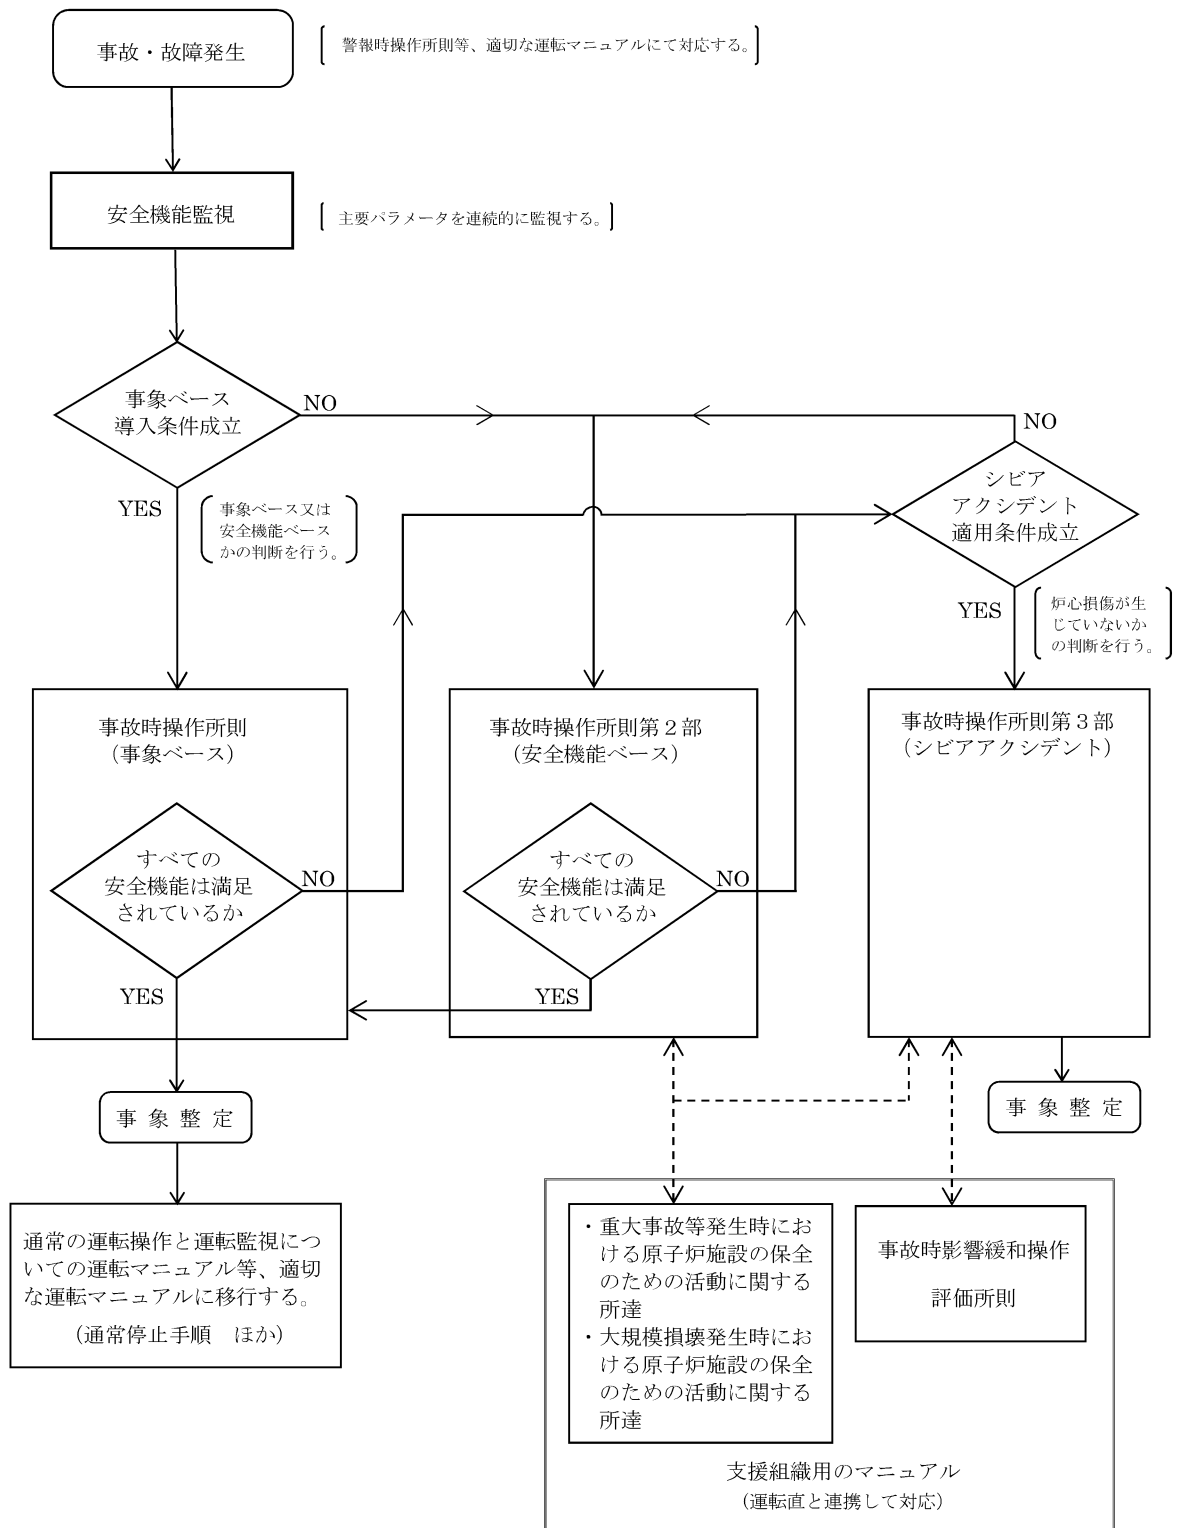 事故・故障発生
警報時操作所則等、適切な運転マニュアルにて対応する。
安全機能監視
主要パラメータを連続的に監視する。
事象ベース
導入条件成立
NO
YES
事象ベース又は
安全機能ベース
かの判断を行う。
NO
シビア
アクシデント
適用条件成立
YES
炉心損傷が生
じていないか
の判断を行う。
事故時操作所則
（事象ベース）
すべての
安全機能は満足
されているか
NO
YES
事故時操作所則第２部
（安全機能ベース）
すべての
安全機能は満足
されているか
NO
YES
事故時操作所則第３部
（シビアアクシデント）
事 象 整 定
事 象 整 定
通常の運転操作と運転監視につ
いての運転マニュアル等、適切
な運転マニュアルに移行する。
（通常停止手順　ほか）
・重大事故等発生時にお
ける原子炉施設の保全
のための活動に関する
所達
・大規模損壊発生時にお
ける原子炉施設の保全
のための活動に関する
所達
事故時影響緩和操作
評価所則
支援組織用のマニュアル
（運転直と連携して対応）